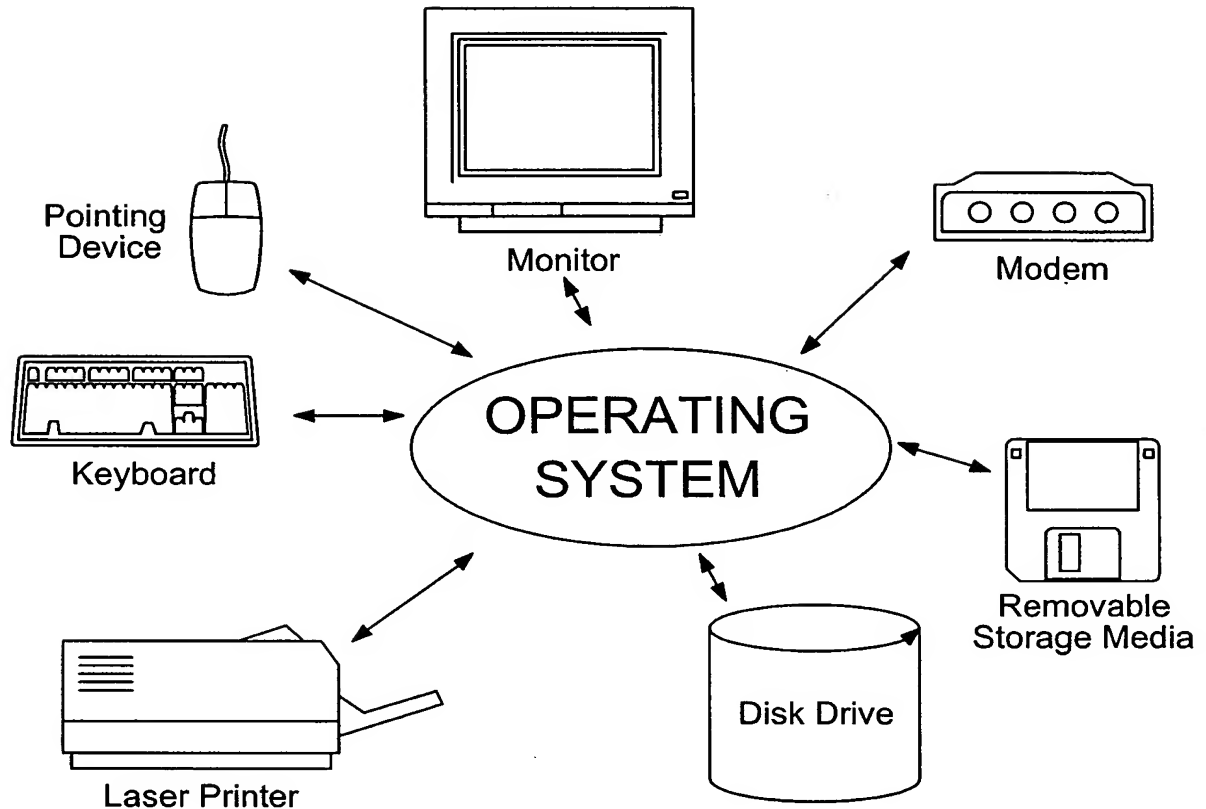 Monitor
Pointing
Device
Modem
Keyboard
OPERATING
SYSTEM
Removable
Storage Media
Disk Drive
Laser Printer